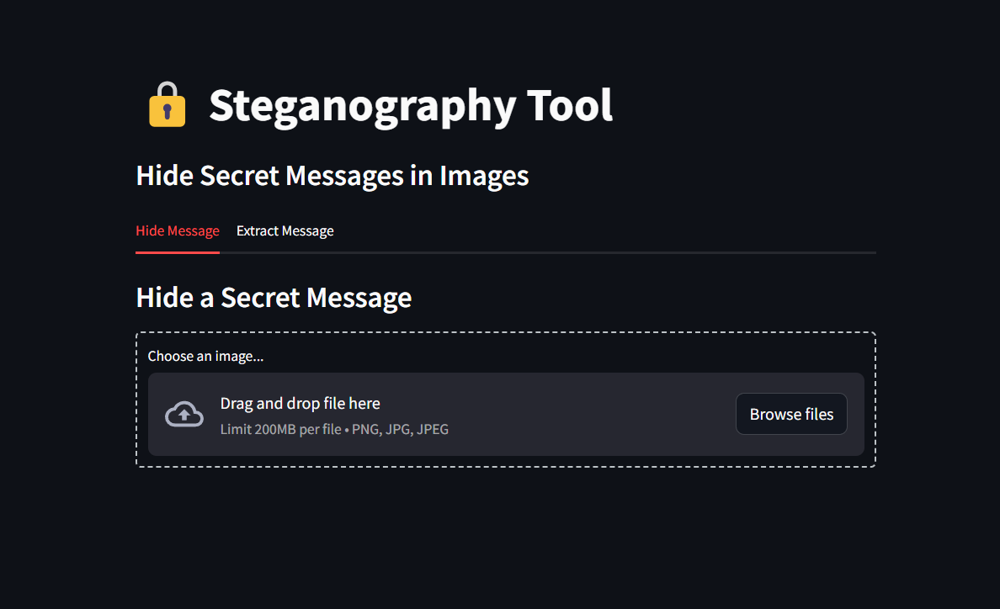 Steganography Tool
Hide Secret Messages in Images
Hide Message Extract Message
Hide a Secret Message
Choose an image...
Drag and drop file here
Limit 200MB per file • PNG, JPG, JPEG
Browse files